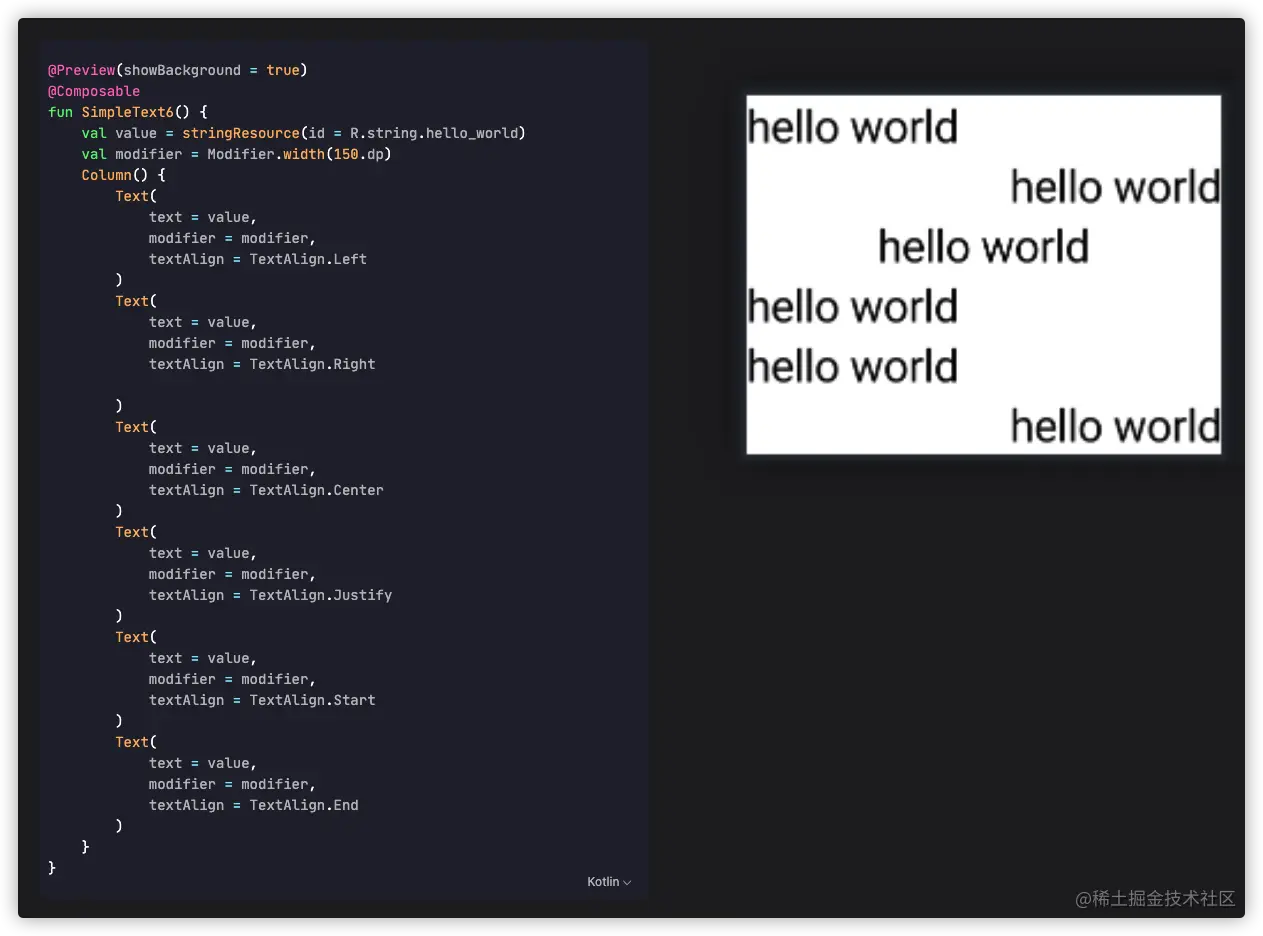 @Preview(showBackground = true)
@Composable
fun SimpleText6() {
    val value = stringResource(id = R.string.hello_world)
    val modifier = Modifier.width(150.dp)
    Column() {
        Text(
            text = value,
            modifier = modifier,
            textAlign = TextAlign.Left
        )
        Text(
            text = value,
            modifier = modifier,
            textAlign = TextAlign.Right

        )
        Text(
            text = value,
            modifier = modifier,
            textAlign = TextAlign.Center
        )
        Text(
            text = value,
            modifier = modifier,
            textAlign = TextAlign.Justify
        )
        Text(
            text = value,
            modifier = modifier,
            textAlign = TextAlign.Start
        )
        Text(
            text = value,
            modifier = modifier,
            textAlign = TextAlign.End
        )
    }
}
Kotlin
hello world
hello world
hello world
hello world
hello world
hello world
@稀土掘金技术社区